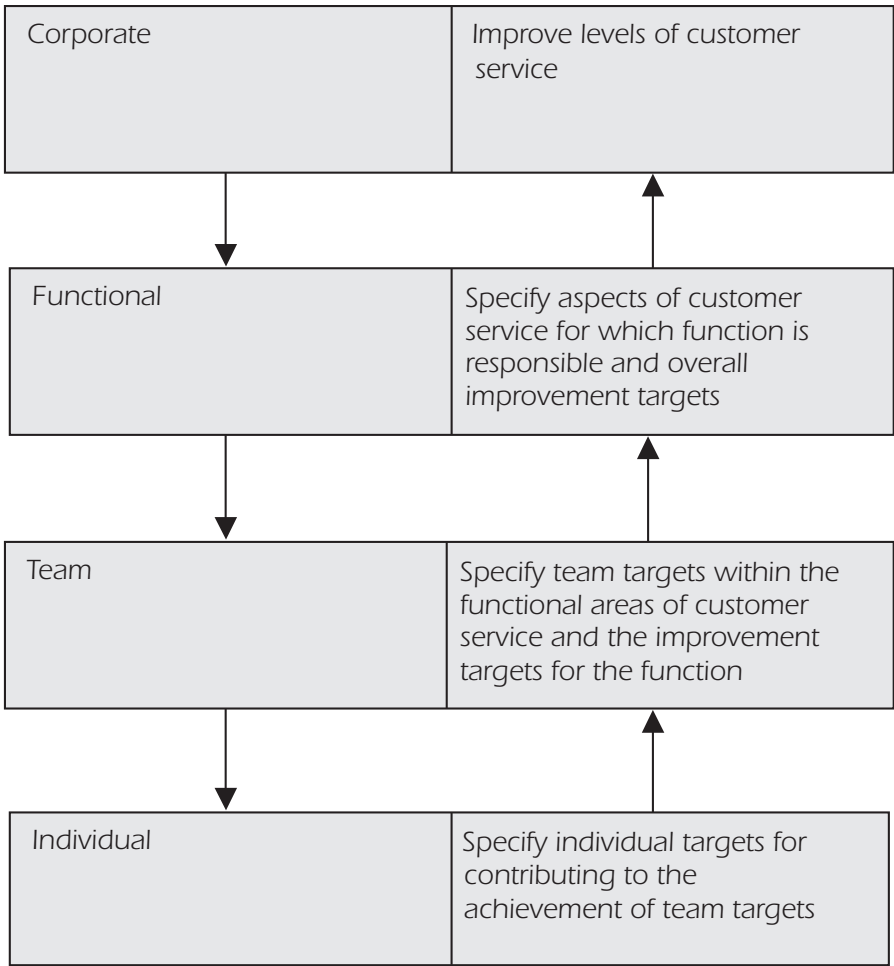 Corporate
Improve levels of customer
service
Functional
Specify aspects of customer
service for which function is
responsible and overall
improvement targets
Team
Specify team targets within the
functional areas of customer
service and the improvement
targets for the function
Individual
Specify individual targets for
contributing to the
achievement of team targets